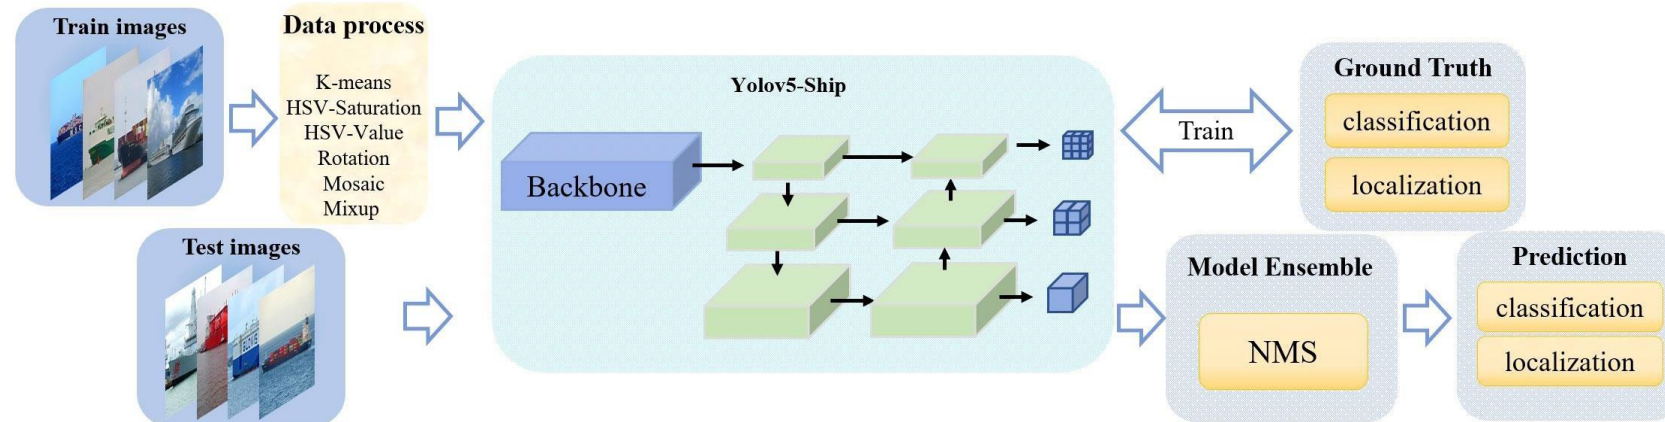 Train images
Data process
K-means
HSV-Saturation
HSV-Value
Rotation
Mosaic
Mixup
Test images
Yolov5-Ship
Backbone
Train
Ground Truth
classification
localization
Model Ensemble
NMS
Prediction
classification
localization